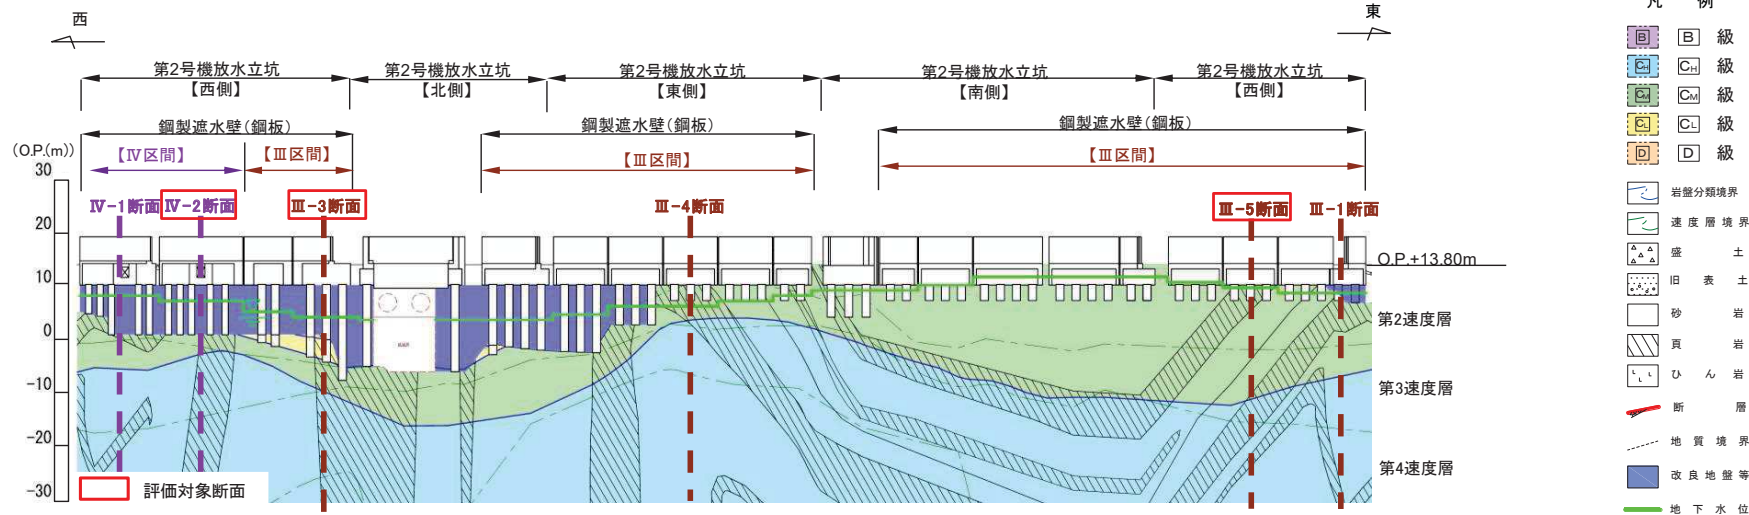 西
東
第2号機放水立坑
【西側】
第2号機放水立坑
【北側】
第2号機放水立坑
【東側】
第2号機放水立坑
【南側】
第2号機放水立坑
【西側】
鋼製遮水壁(鋼板)
鋼製遮水壁(鋼板)
鋼製遮水壁(鋼板)
【Ⅳ区間】
【Ⅲ区間】
【Ⅲ区間】
【Ⅲ区間】
(O.P.(m))
30
20
10
0
-10
-20
-30
Ⅳ-1断面
Ⅳ-2断面
Ⅲ-3断面
Ⅲ-4断面
Ⅲ-5断面
Ⅲ-1断面
O.P.+13.80m
第2速度層
第3速度層
第4速度層
評価対象断面
凡 例
B B 級
CH CH 級
CM CM 級
CL CL 級
D D 級
岩盤分類境界
速度層境界
盛 土
旧 表 土
砂 岩
頁 岩
ひ ん 岩
断 層
地 質 境 界
改 良 地 盤 等
地 下 水 位